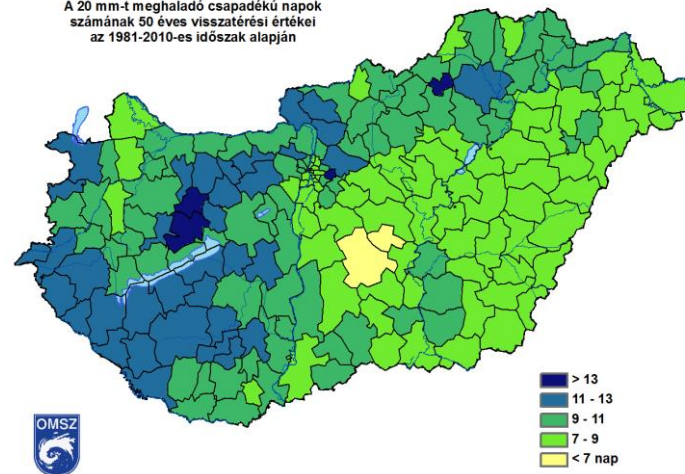 A 20 mm-t meghaladó csapadékú napok
számának 50 éves visszatérési értékei
az 1981-2010-es időszak alapján
> 13
11 - 13
9 - 11
7 - 9
< 7 nap
OMSZ